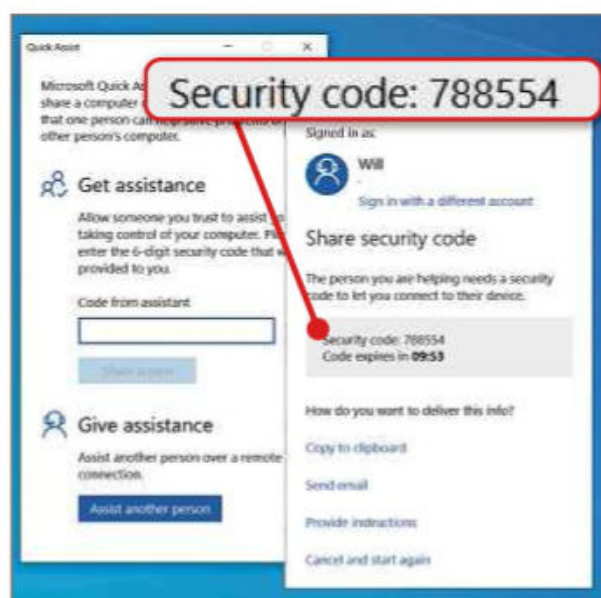 Quick Assist
Microsoft Quick
share a computer
that one person can
other person's computer.
Get assistance
Allow someone you trust to assist
taking control of your computer.
enter the 6-digit security code that
provided to you.
Code from assistant
Share screen
Give assistance
Assist another person over a remote
connection.
Assist another person
Security code: 788554
Signed in as:
Will
Sign in with a different account
Share security code
The person you are helping needs a security
code to let you connect to their device.
Security code: 788554
Code expires in 09:53
How do you want to deliver this info?
Copy to clipboard
Send email
Provide instructions
Cancel and start again